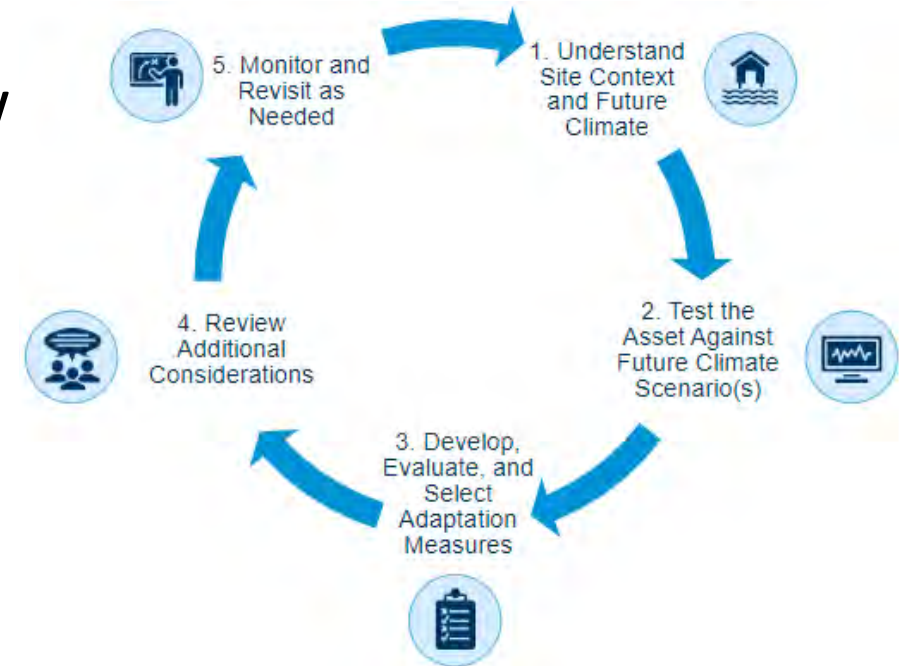 1. Understand
Site Context
and Future
Climate
2. Test the
Asset Against
Future Climate
Scenario(s)
3. Develop,
Evaluate, and
Select
Adaptation
Measures
4. Review
Additional
Considerations
5. Monitor and
Revisit as
Needed